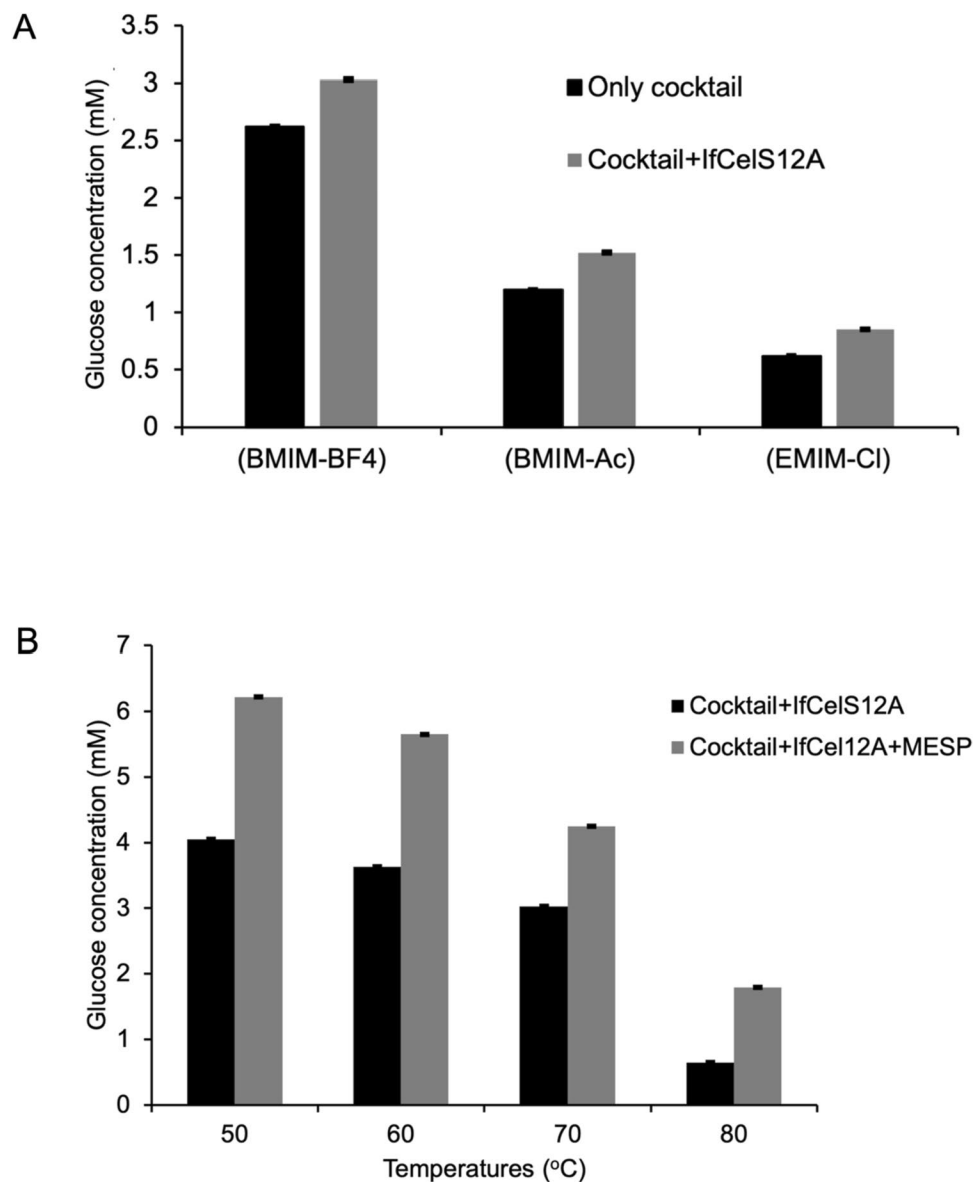 A
Glucose concentration (mM)
3.5
3
2.5
2
1.5
1
0.5
0
Only cocktail
Cocktail+IfCelS12A
(BMIM-BF4)
(BMIM-Ac)
(EMIM-Cl)
B
Glucose concentration (mM)
7
6
5
4
3
2
1
0
Cocktail+IfCelS12A
Cocktail+IfCel12A+MESP
50
60
70
80
Temperatures (°C)